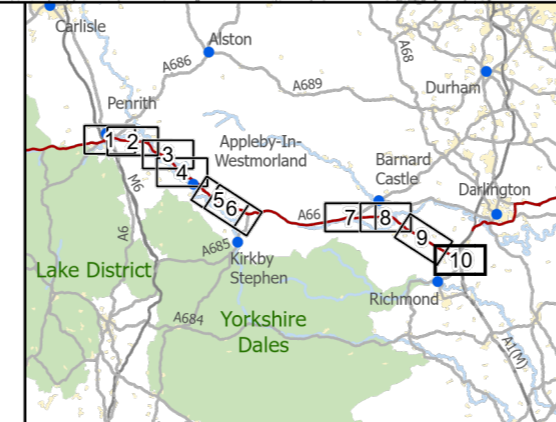 Carlisle
Alston
A686
A68
A689
Durham
Penrith
Appleby-In-
Westmorland
Barnard
Castle
Darlington
1
2
3
4
5
6
7
8
9
10
M6
A66
A6
A685
Kirkby
Stephen
Lake District
Richmond
A684
Yorkshire
Dales
A1(M)